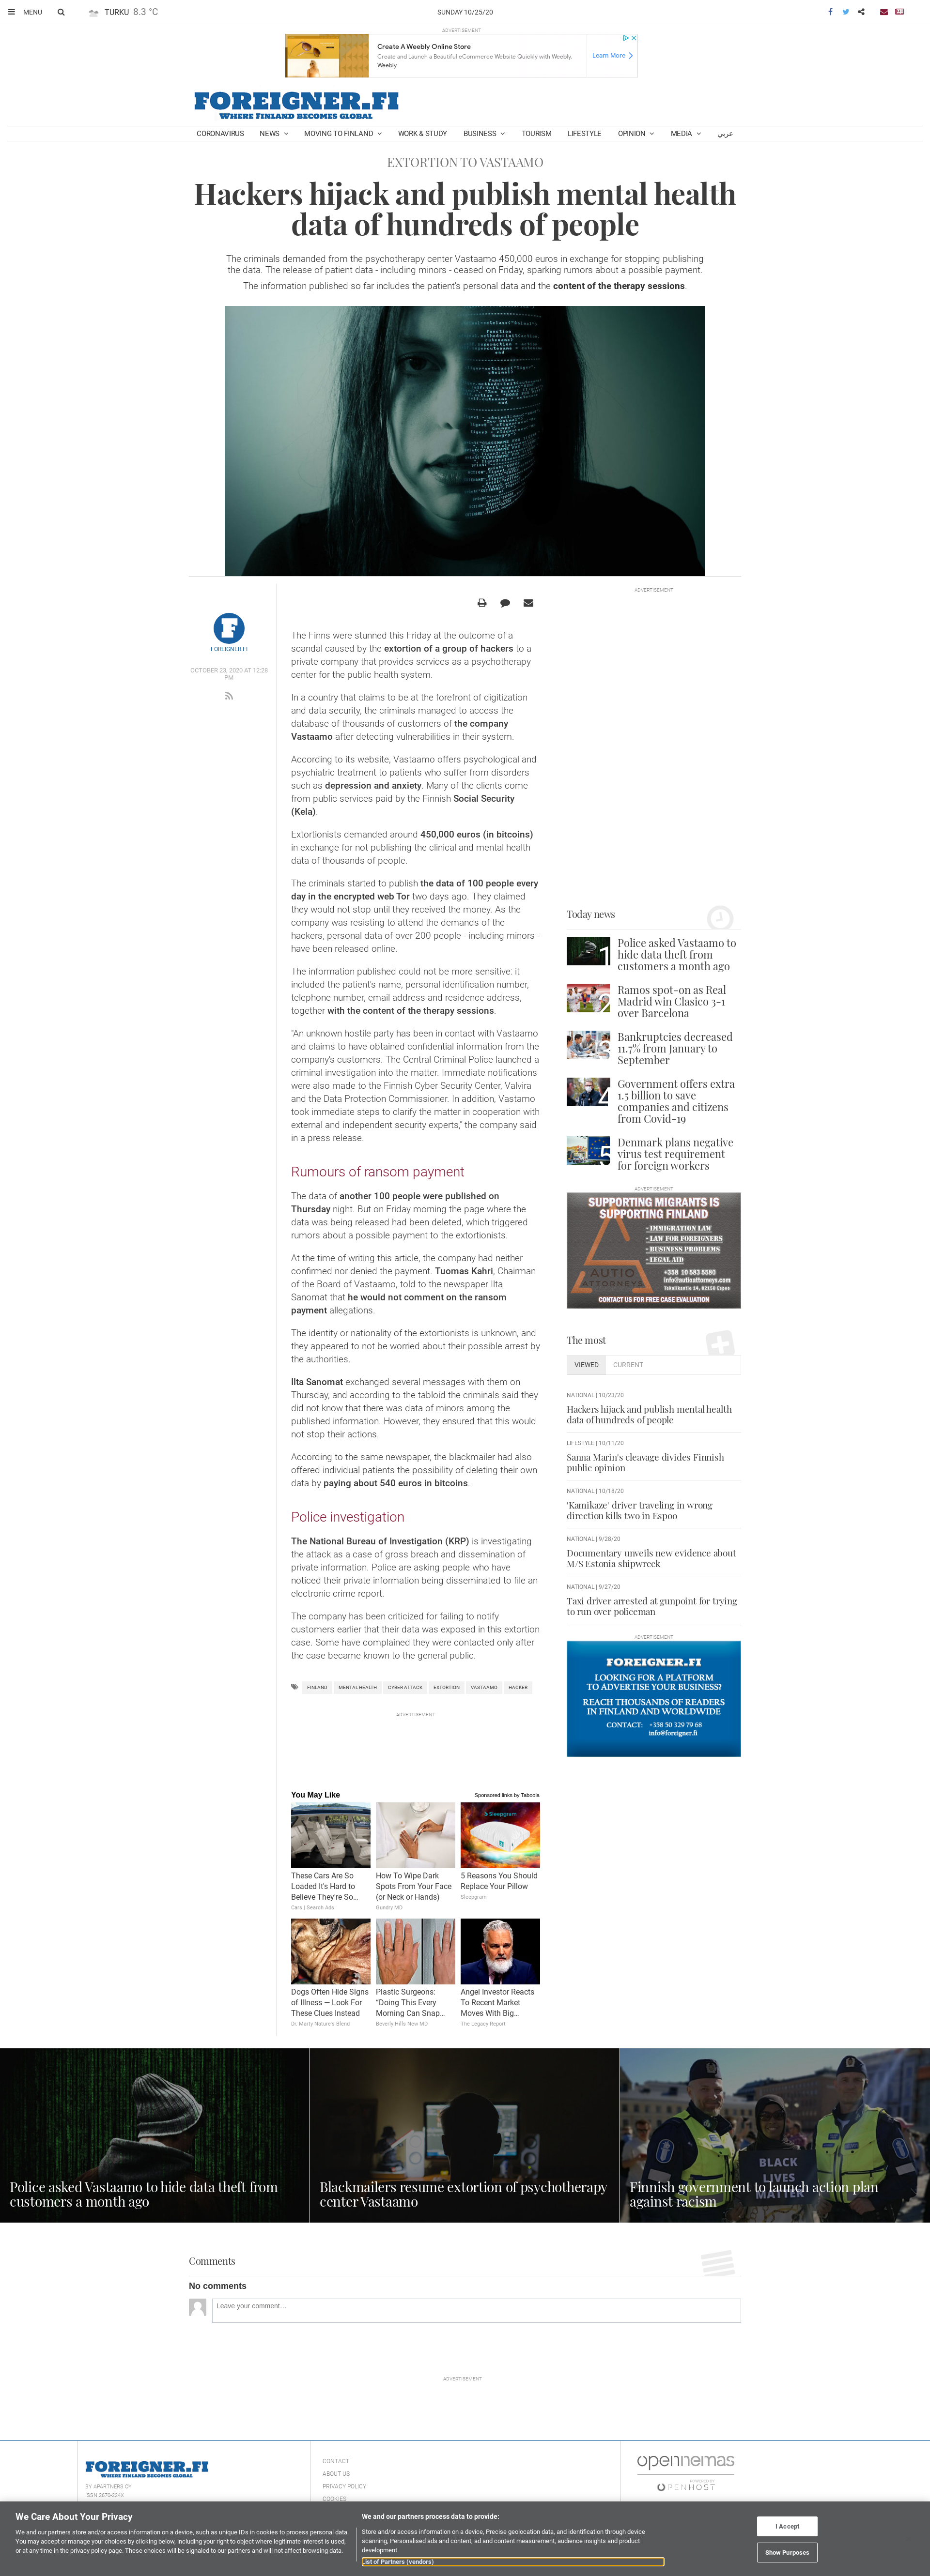 MENU
TURKU 8.3 °C
SUNDAY 10/25/20
ADVERTISEMENT
Create A Weebly Online Store
Create and Launch a Beautiful eCommerce Website Quickly with Weebly.
Weebly
Learn More
FOREIGNER.FI
WHERE FINLAND BECOMES GLOBAL
CORONAVIRUS NEWS MOVING TO FINLAND WORK & STUDY BUSINESS TOURISM LIFESTYLE OPINION MEDIA عربي
EXTORTION TO VASTAAMO
Hackers hijack and publish mental health
data of hundreds of people
The criminals demanded from the psychotherapy center Vastaamo 450,000 euros in exchange for stopping publishing
the data. The release of patient data - including minors - ceased on Friday, sparking rumors about a possible payment.
The information published so far includes the patient's personal data and the content of the therapy sessions.
FOREIGNER.FI
OCTOBER 23, 2020 AT 12:28
PM
The Finns were stunned this Friday at the outcome of a
scandal caused by the extortion of a group of hackers to a
private company that provides services as a psychotherapy
center for the public health system.
In a country that claims to be at the forefront of digitization
and data security, the criminals managed to access the
database of thousands of customers of the company
Vastaamo after detecting vulnerabilities in their system.
According to its website, Vastaamo offers psychological and
psychiatric treatment to patients who suffer from disorders
such as depression and anxiety. Many of the clients come
from public services paid by the Finnish Social Security
(Kela).
Extortionists demanded around 450,000 euros (in bitcoins)
in exchange for not publishing the clinical and mental health
data of thousands of people.
The criminals started to publish the data of 100 people every
day in the encrypted web Tor two days ago. They claimed
they would not stop until they received the money. As the
company was resisting to attend the demands of the
hackers, personal data of over 200 people - including minors -
have been released online.
The information published could not be more sensitive: it
included the patient's name, personal identification number,
telephone number, email address and residence address,
together with the content of the therapy sessions.
"An unknown hostile party has been in contact with Vastaamo
and claims to have obtained confidential information from the
company's customers. The Central Criminal Police launched a
criminal investigation into the matter. Immediate notifications
were also made to the Finnish Cyber Security Center, Valvira
and the Data Protection Commissioner. In addition, Vastamo
took immediate steps to clarify the matter in cooperation with
external and independent security experts," the company said
in a press release.
Rumours of ransom payment
The data of another 100 people were published on
Thursday night. But on Friday morning the page where the
data was being released had been deleted, which triggered
rumors about a possible payment to the extortionists.
At the time of writing this article, the company had neither
confirmed nor denied the payment. Tuomas Kahri, Chairman
of the Board of Vastaamo, told to the newspaper Ilta
Sanomat that he would not comment on the ransom
payment allegations.
The identity or nationality of the extortionists is unknown, and
they appeared to not be worried about their possible arrest by
the authorities.
Ilta Sanomat exchanged several messages with them on
Thursday, and according to the tabloid the criminals said they
did not know that there was data of minors among the
published information. However, they ensured that this would
not stop their actions.
According to the same newspaper, the blackmailer had also
offered individual patients the possibility of deleting their own
data by paying about 540 euros in bitcoins.
Police investigation
The National Bureau of Investigation (KRP) is investigating
the attack as a case of gross breach and dissemination of
private information. Police are asking people who have
noticed their private information being disseminated to file an
electronic crime report.
The company has been criticized for failing to notify
customers earlier that their data was exposed in this extortion
case. Some have complained they were contacted only after
the case became known to the general public.
FINLAND MENTAL HEALTH CYBER ATTACK EXTORTION VASTAAMO HACKER
ADVERTISEMENT
ADVERTISEMENT
Today news
1
Police asked Vastaamo to
hide data theft from
customers a month ago
2
Ramos spot-on as Real
Madrid win Clasico 3-1
over Barcelona
3
Bankruptcies decreased
11.7% from January to
September
4
Government offers extra
1.5 billion to save
companies and citizens
from Covid-19
5
Denmark plans negative
virus test requirement
for foreign workers
ADVERTISEMENT
SUPPORTING MIGRANTS IS
SUPPORTING FINLAND
- IMMIGRATION LAW
- LAW FOR FOREIGNERS
- BUSINESS PROBLEMS
- LEGAL AID
AUTIO
ATTORNEYS
+358 10 583 5580
info@autioattorneys.com
Tekniikantie 14, 02150 Espoo
CONTACT US FOR FREE CASE EVALUATION
The most
VIEWED CURRENT
NATIONAL | 10/23/20
Hackers hijack and publish mental health
data of hundreds of people
LIFESTYLE | 10/11/20
Sanna Marin's cleavage divides Finnish
public opinion
NATIONAL | 10/18/20
'Kamikaze' driver traveling in wrong
direction kills two in Espoo
NATIONAL | 9/28/20
Documentary unveils new evidence about
M/S Estonia shipwreck
NATIONAL | 9/27/20
Taxi driver arrested at gunpoint for trying
to run over policeman
ADVERTISEMENT
FOREIGNER.FI
LOOKING FOR A PLATFORM
TO ADVERTISE YOUR BUSINESS?
REACH THOUSANDS OF READERS
IN FINLAND AND WORLDWIDE
CONTACT: +358 50 329 79 68
info@foreigner.fi
You May Like
Sponsored links by Taboola
Sleepgram
These Cars Are So
Loaded It's Hard to
Believe They're So...
Cars | Search Ads
How To Wipe Dark
Spots From Your Face
(or Neck or Hands)
Gundry MD
5 Reasons You Should
Replace Your Pillow
Sleepgram
Dogs Often Hide Signs
of Illness — Look For
These Clues Instead
Dr. Marty Nature's Blend
Plastic Surgeons:
"Doing This Every
Morning Can Snap...
Beverly Hills New MD
Angel Investor Reacts
To Recent Market
Moves With Big...
The Legacy Report
Police asked Vastaamo to hide data theft from
customers a month ago
Blackmailers resume extortion of psychotherapy
center Vastaamo
BLACK
LIVES
MATTER
Finnish government to launch action plan
against racism
Comments
No comments
Leave your comment...
ADVERTISEMENT
FOREIGNER.FI
WHERE FINLAND BECOMES GLOBAL
BY APARTNERS OY
ISSN 2670-224X
CONTACT
ABOUT US
PRIVACY POLICY
COOKIES
opennemas
POWERED BY
OPENHOST
We Care About Your Privacy
We and our partners store and/or access information on a device, such as unique IDs in cookies to process personal data.
You may accept or manage your choices by clicking below, including your right to object where legitimate interest is used,
or at any time in the privacy policy page. These choices will be signaled to our partners and will not affect browsing data.
We and our partners process data to provide:
Store and/or access information on a device, Precise geolocation data, and identification through device
scanning, Personalised ads and content, ad and content measurement, audience insights and product
development
List of Partners (vendors)
I Accept
Show Purposes